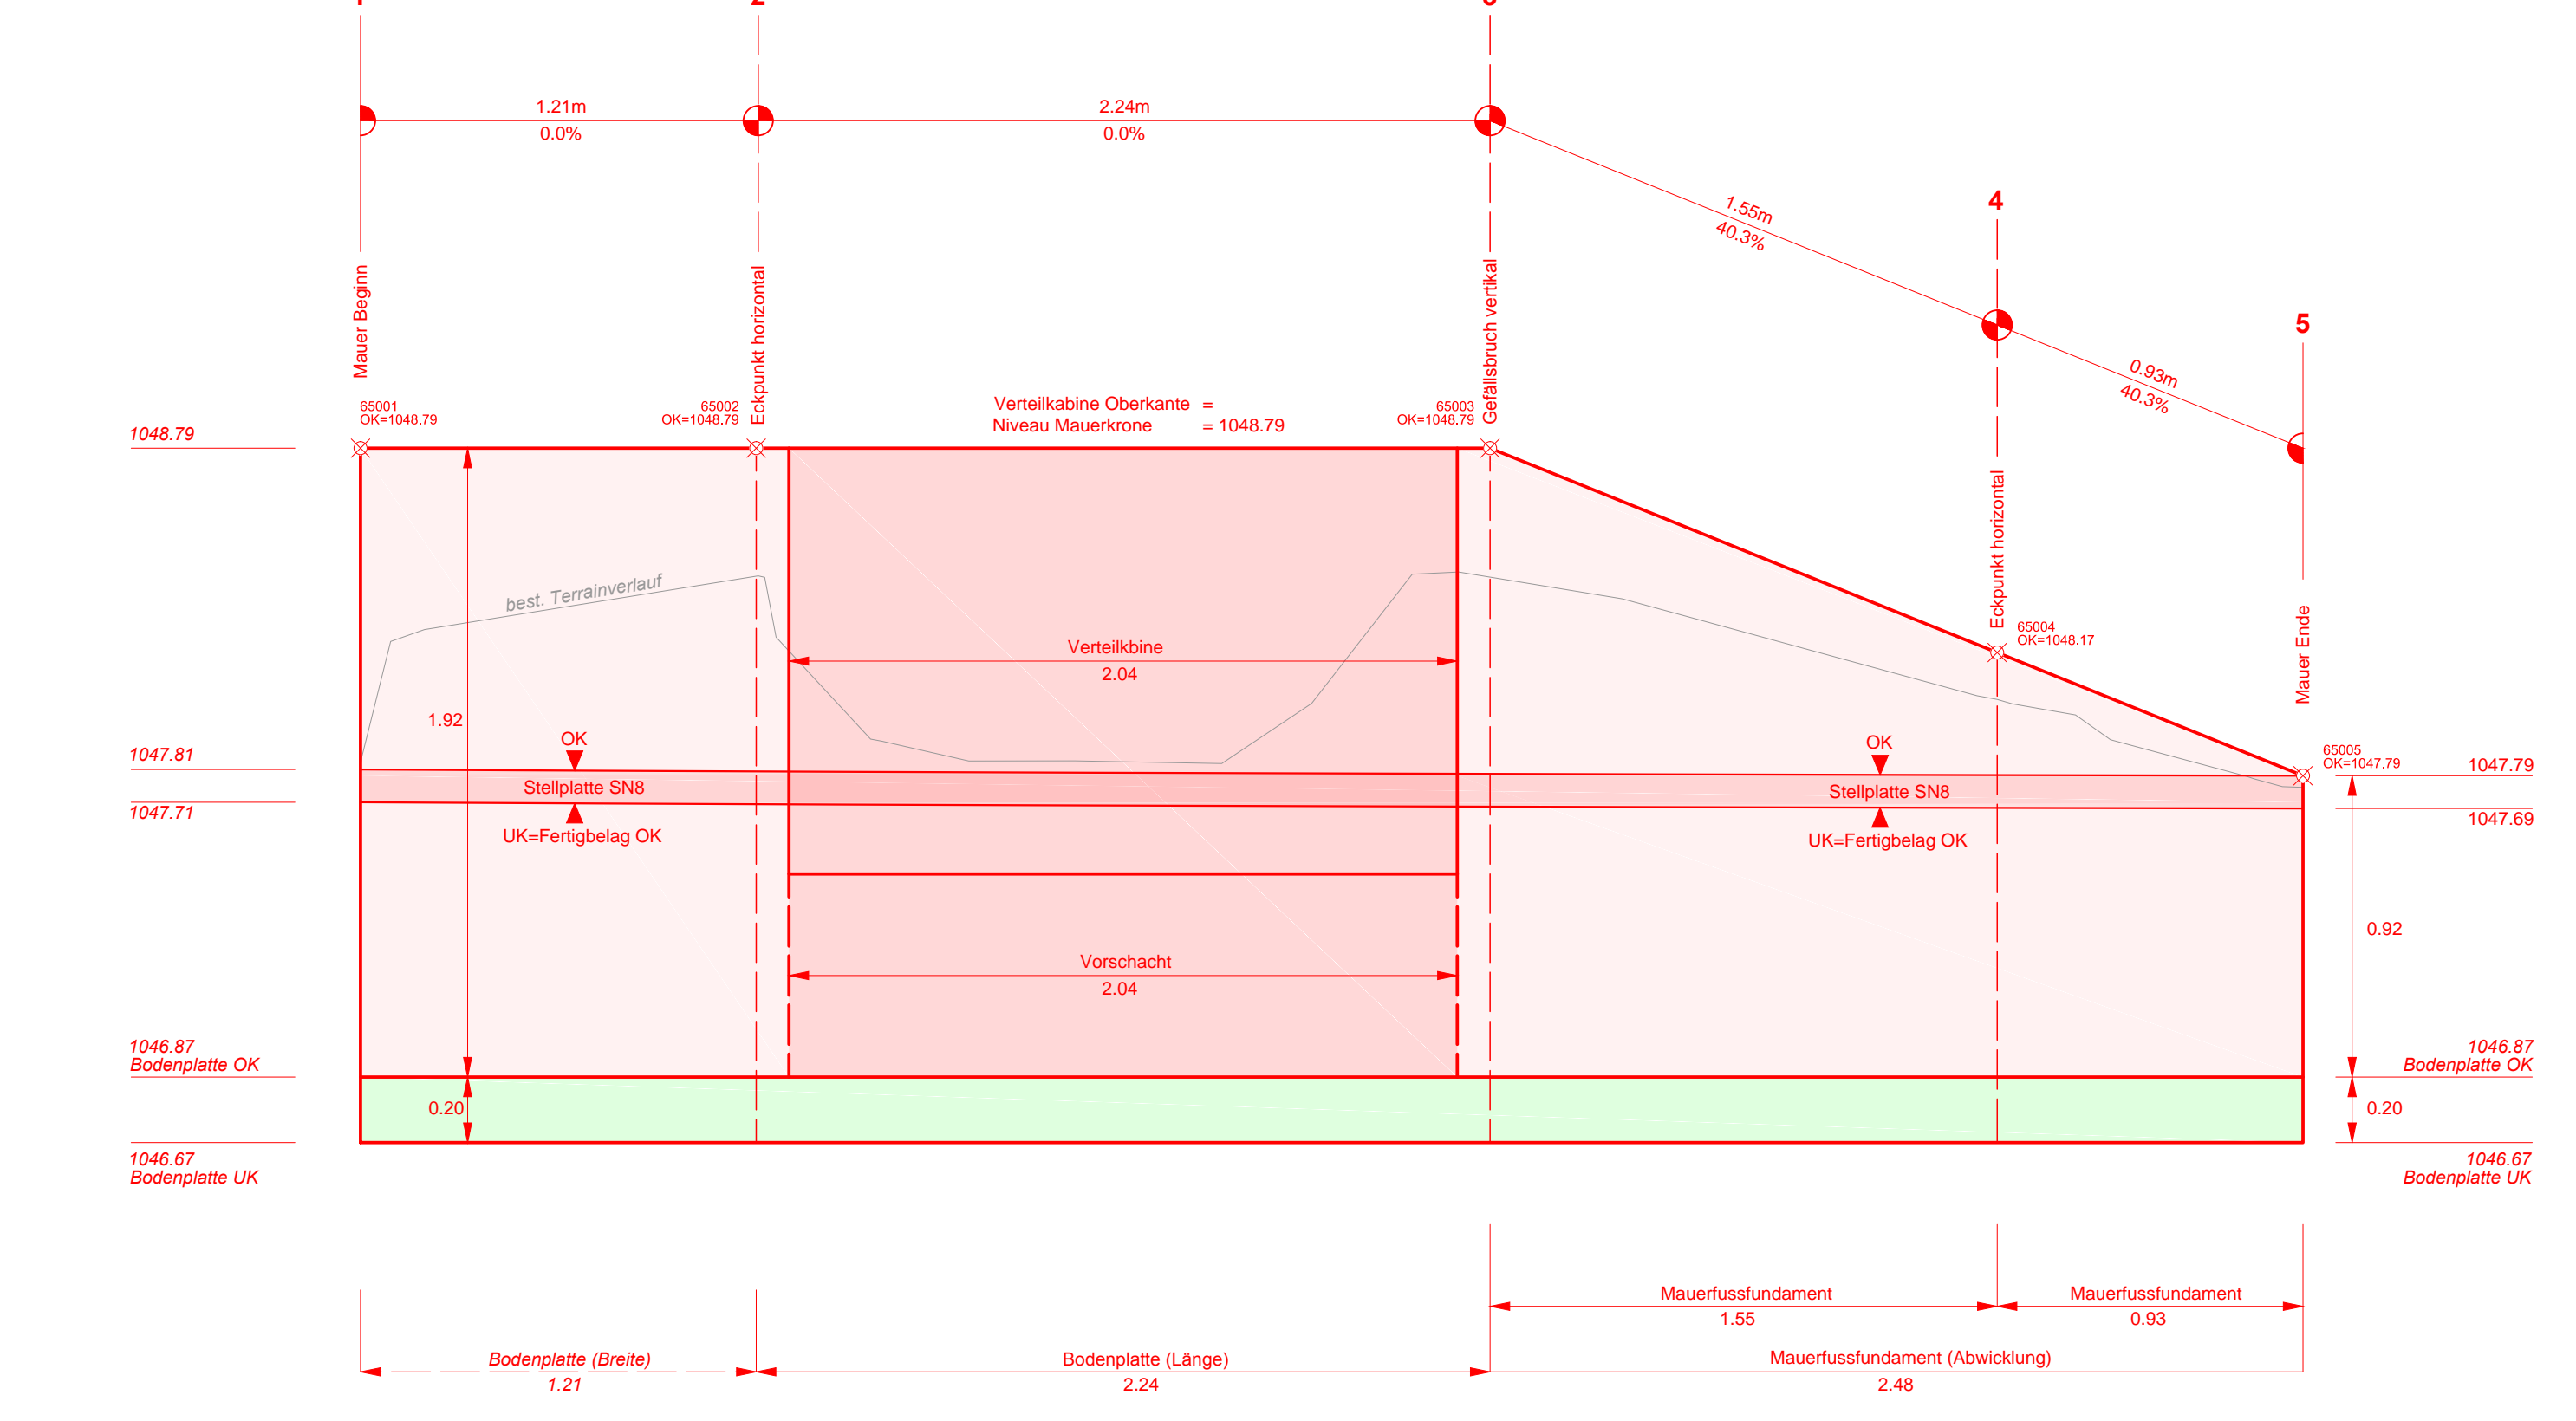 1.21m
0.0%
2.24m
0.0%
1.55m
40.3%
4
0.93m
40.3%
5
Mauer Beginn
Eckpunkt horizontal
Gefällsbruch vertikal
Eckpunkt horizontal
Mauer Ende
65001
OK=1048.79
65002
OK=1048.79
Verteilkabine Oberkante =
Niveau Mauerkrone = 1048.79
65003
OK=1048.79
1048.79
best. Terrainverlauf
65004
OK=1048.17
Verteilkbine
2.04
1.92
1047.81
1047.71
OK
Stellplatte SN8
UK=Fertigbelag OK
OK
Stellplatte SN8
UK=Fertigbelag OK
65005
OK=1047.79
1047.79
1047.69
0.92
Vorschacht
2.04
1046.87
Bodenplatte OK
1046.87
Bodenplatte OK
0.20
0.20
1046.67
Bodenplatte UK
1046.67
Bodenplatte UK
Mauerfussfundament
1.55
Mauerfussfundament
0.93
Bodenplatte (Breite)
1.21
Bodenplatte (Länge)
2.24
Mauerfussfundament (Abwicklung)
2.48